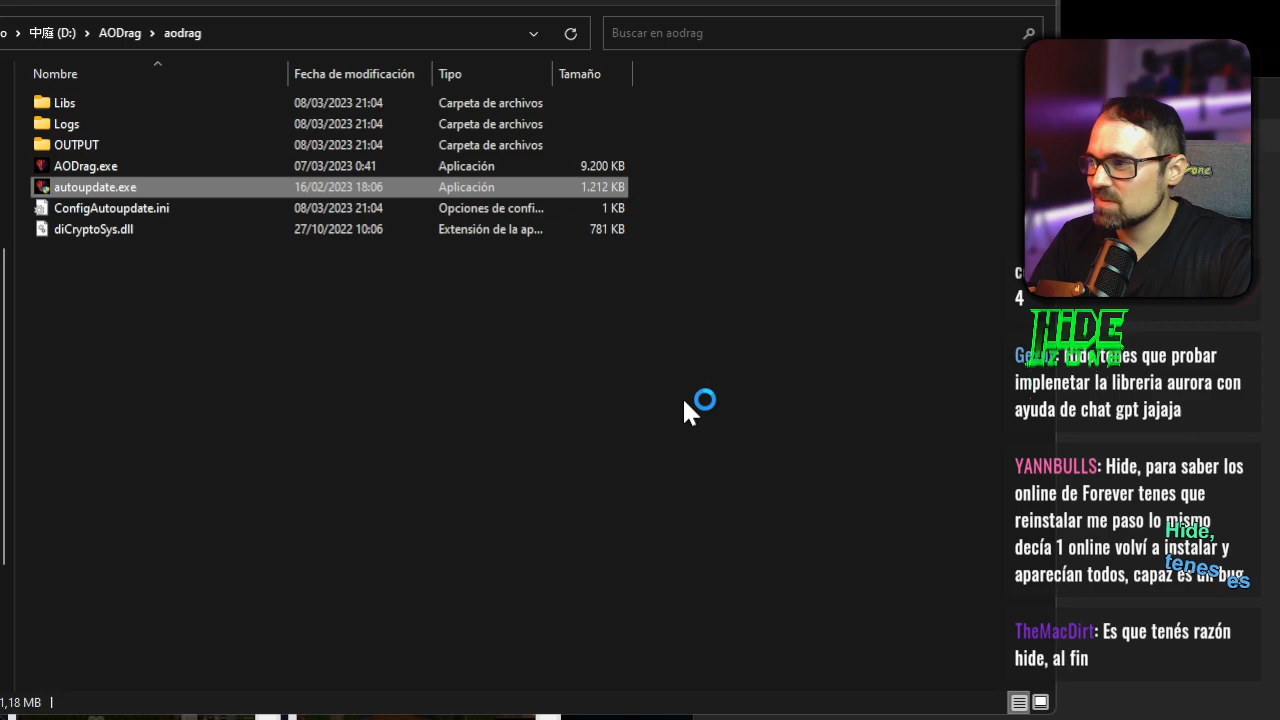 o > 中庭 (D:) > AODrag > aodrag
Buscar en aodrag
Nombre Fecha de modificación Tipo Tamaño
Libs 08/03/2023 21:04 Carpeta de archivos
Logs 08/03/2023 21:04 Carpeta de archivos
OUTPUT 08/03/2023 21:04 Carpeta de archivos
AODrag.exe 07/03/2023 0:41 Aplicación 9.200 KB
autoupdate.exe 16/02/2023 18:06 Aplicación 1.212 KB
ConfigAutoupdate.ini 08/03/2023 21:04 Opciones de confi... 1 KB
diCryptoSys.dll 27/10/2022 10:06 Extensión de la ap... 781 KB
1,18 MB
4
HiDE
: Hide tenes que probar
implenetar la libreria aurora con
ayuda de chat gpt jajaja
YANNBULLS: Hide, para saber los
online de Forever tenes que
reinstalar me paso lo mismo
decía 1 online volví a instalar y
aparecían todos, capaz es un bug
Hide,
tenes es
TheMacDirt: Es que tenés razón
hide, al fin